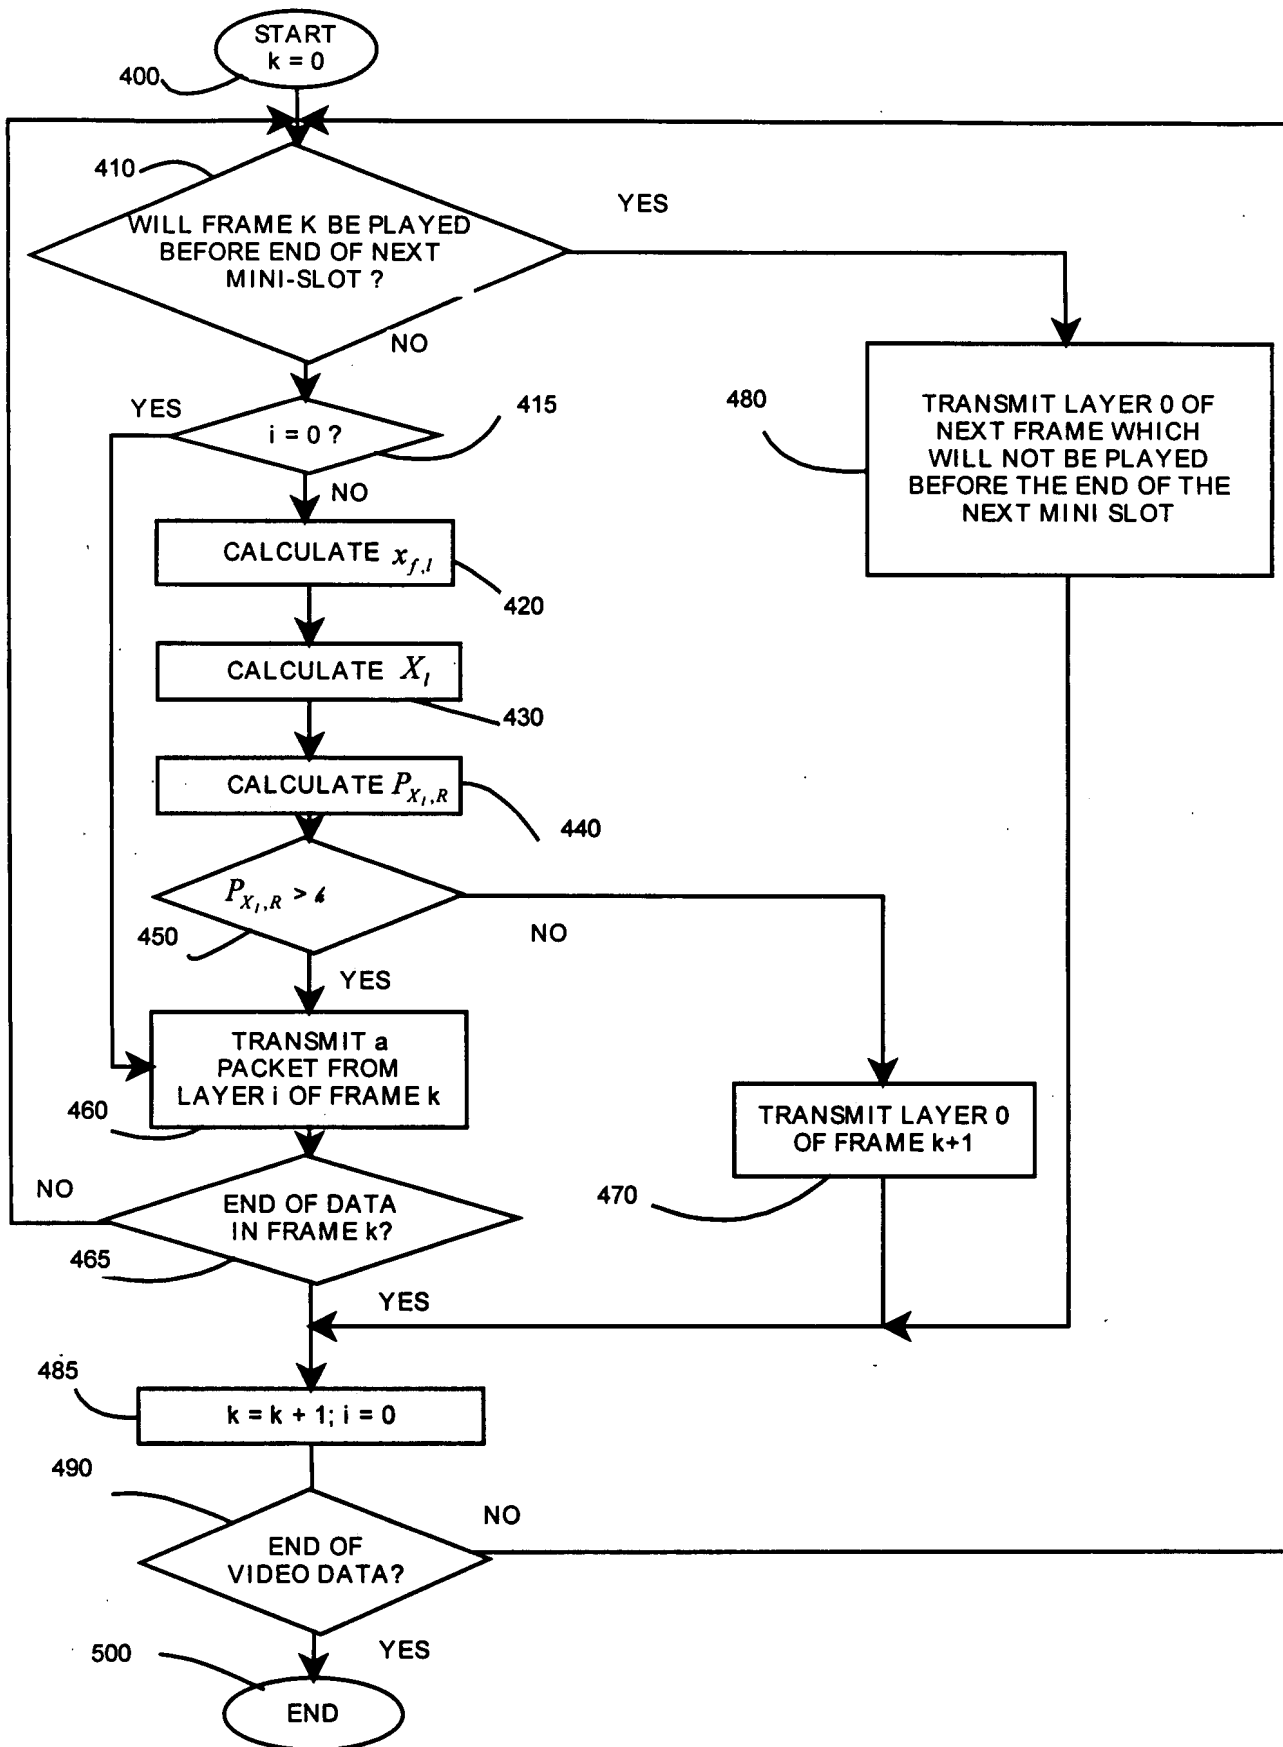 START
k = 0
400
410
WILL FRAME K BE PLAYED
BEFORE END OF NEXT
MINI-SLOT ?
YES
NO
YES
i = 0 ?
415
NO
480
TRANSMIT LAYER 0 OF
NEXT FRAME WHICH
WILL NOT BE PLAYED
BEFORE THE END OF THE
NEXT MINI SLOT
CALCULATE x_{f,l}
420
CALCULATE X_l
430
CALCULATE P_{X_l,R}
440
P_{X_l,R} >
450
NO
YES
TRANSMIT a
PACKET FROM
LAYER i OF FRAME k
460
TRANSMIT LAYER 0
OF FRAME k+1
470
NO
END OF DATA
IN FRAME k?
465
YES
485
k = k + 1; i = 0
490
NO
END OF
VIDEO DATA?
YES
500
END